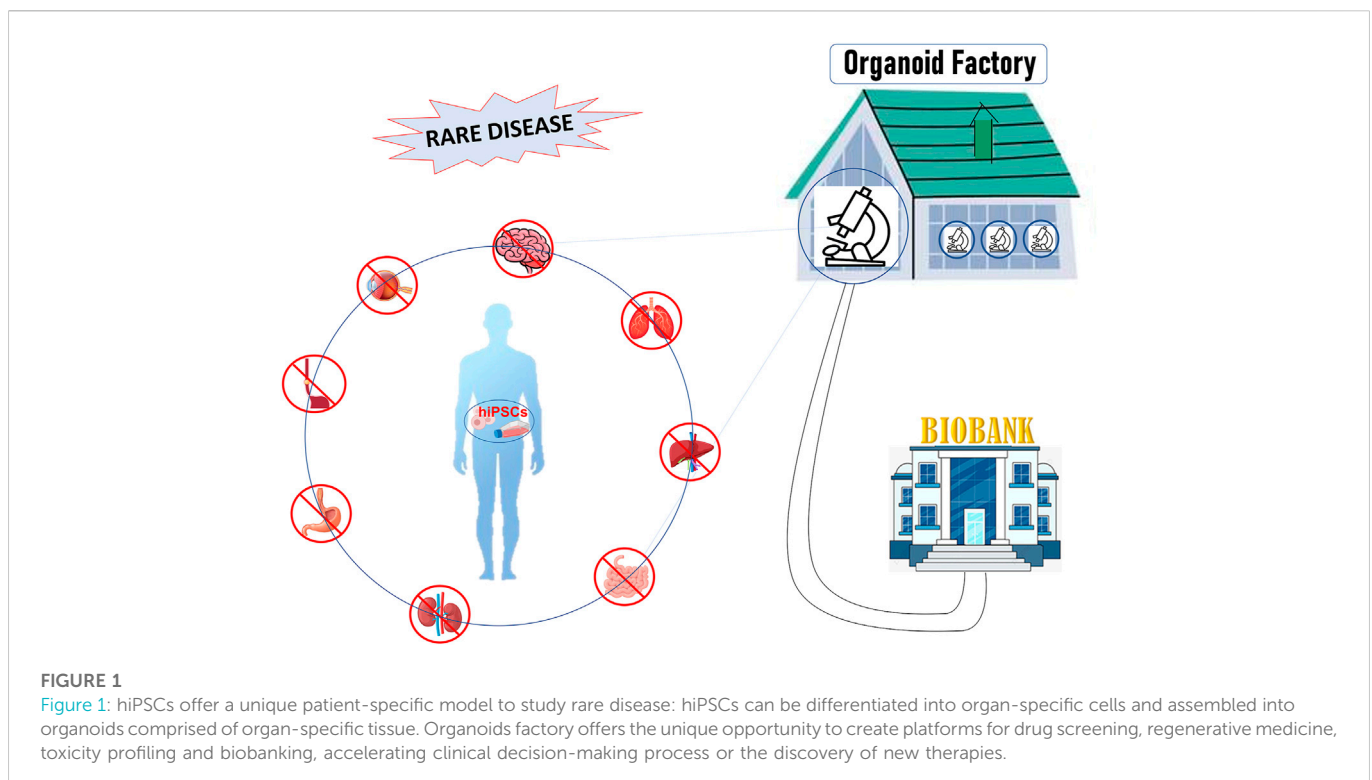 Organoid Factory
RARE DISEASE
hiPSCs
BIOBANK
FIGURE 1
Figure 1: hiPSCs offer a unique patient-specific model to study rare disease: hiPSCs can be differentiated into organ-specific cells and assembled into
organoids comprised of organ-specific tissue. Organoids factory offers the unique opportunity to create platforms for drug screening, regenerative medicine,
toxicity profiling and biobanking, accelerating clinical decision-making process or the discovery of new therapies.